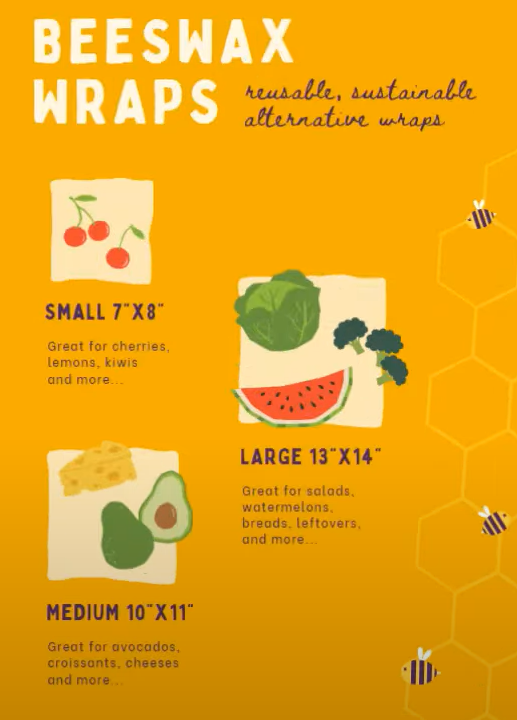 BEESWAX
WRAPS
reusable, sustainable
alternative wraps
SMALL 7"X8"
Great for cherries,
lemons, kiwis
and more...
LARGE 13"X14"
Great for salads,
watermelons,
breads, leftovers,
and more...
MEDIUM 10"X11"
Great for avocados,
croissants, cheeses
and more...